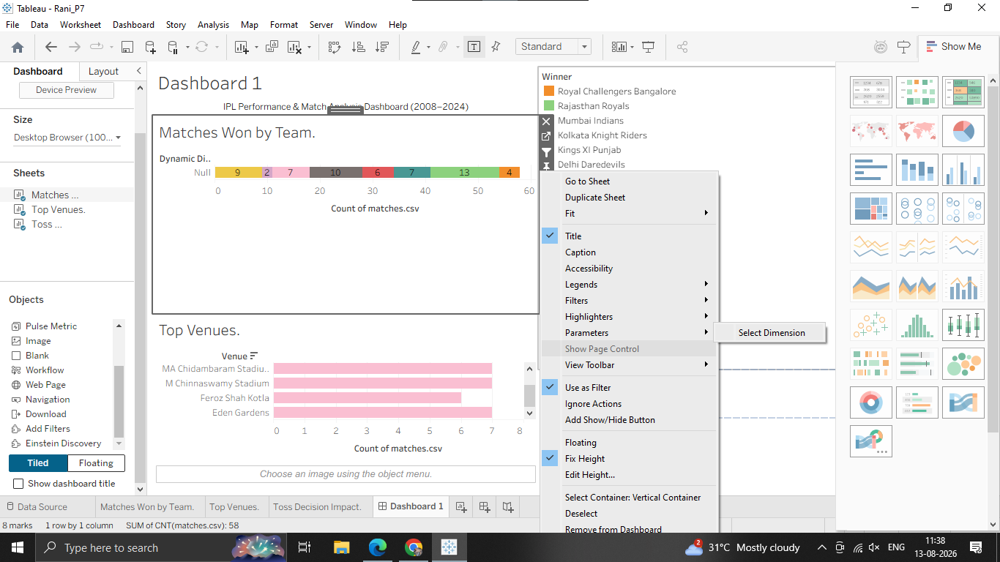 Tableau - Rani_P7
File Data Worksheet Dashboard Story Analysis Map Format Server Window Help
Standard
Show Me
Dashboard Layout
Device Preview
Size
Desktop Browser (100...
Sheets
Matches ...
Top Venues.
Toss ...
Objects
Pulse Metric
Image
Blank
Workflow
Web Page
Navigation
Download
Add Filters
Einstein Discovery
Tiled Floating
Show dashboard title
Dashboard 1
IPL Performance & Match Analysis Dashboard (2008–2024)
Matches Won by Team.
Dynamic Di..
Null 9 2 7 10 6 7 13 4
0 10 20 30 40 50 60
Count of matches.csv
Top Venues.
Venue
MA Chidambaram Stadiu..
M Chinnaswamy Stadium
Feroz Shah Kotla
Eden Gardens
0 1 2 3 4 5 6 7 8
Count of matches.csv
Choose an image using the object menu.
Winner
Royal Challengers Bangalore
Rajasthan Royals
Mumbai Indians
Kolkata Knight Riders
Kings XI Punjab
Delhi Daredevils
Go to Sheet
Duplicate Sheet
Fit
Title
Caption
Accessibility
Legends
Filters
Highlighters
Parameters
Select Dimension
Show Page Control
View Toolbar
Use as Filter
Ignore Actions
Add Show/Hide Button
Floating
Fix Height
Edit Height...
Select Container: Vertical Container
Deselect
Remove from Dashboard
Data Source Matches Won by Team. Top Venues. Toss Decision Impact. Dashboard 1
8 marks 1 row by 1 column SUM of CNT(matches.csv): 58
Type here to search
2
31°C Mostly cloudy
ENG
11:38
13-08-2026